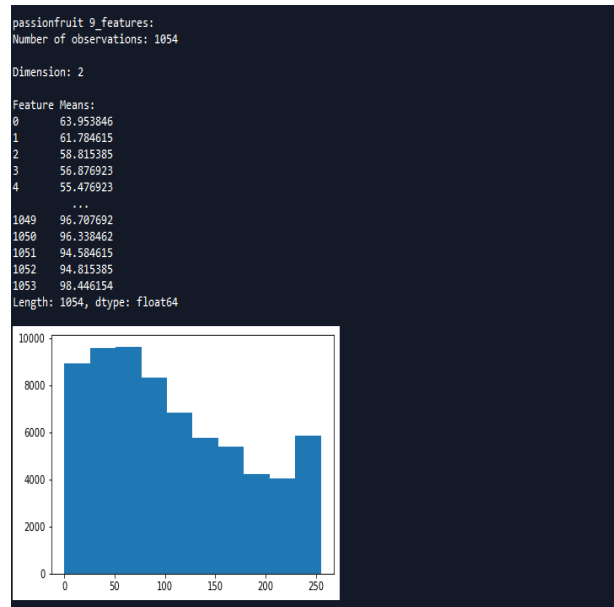 passionfruit 9_features:
Number of observations: 1054
Dimension: 2
Feature Means:
0 63.953846
1 61.784615
2 58.815385
3 56.876923
4 55.476923
...
1049 96.707692
1050 96.338462
1051 94.584615
1052 94.815385
1053 98.446154
Length: 1054, dtype: float64
10000
8000
6000
4000
2000
0
0 50 100 150 200 250